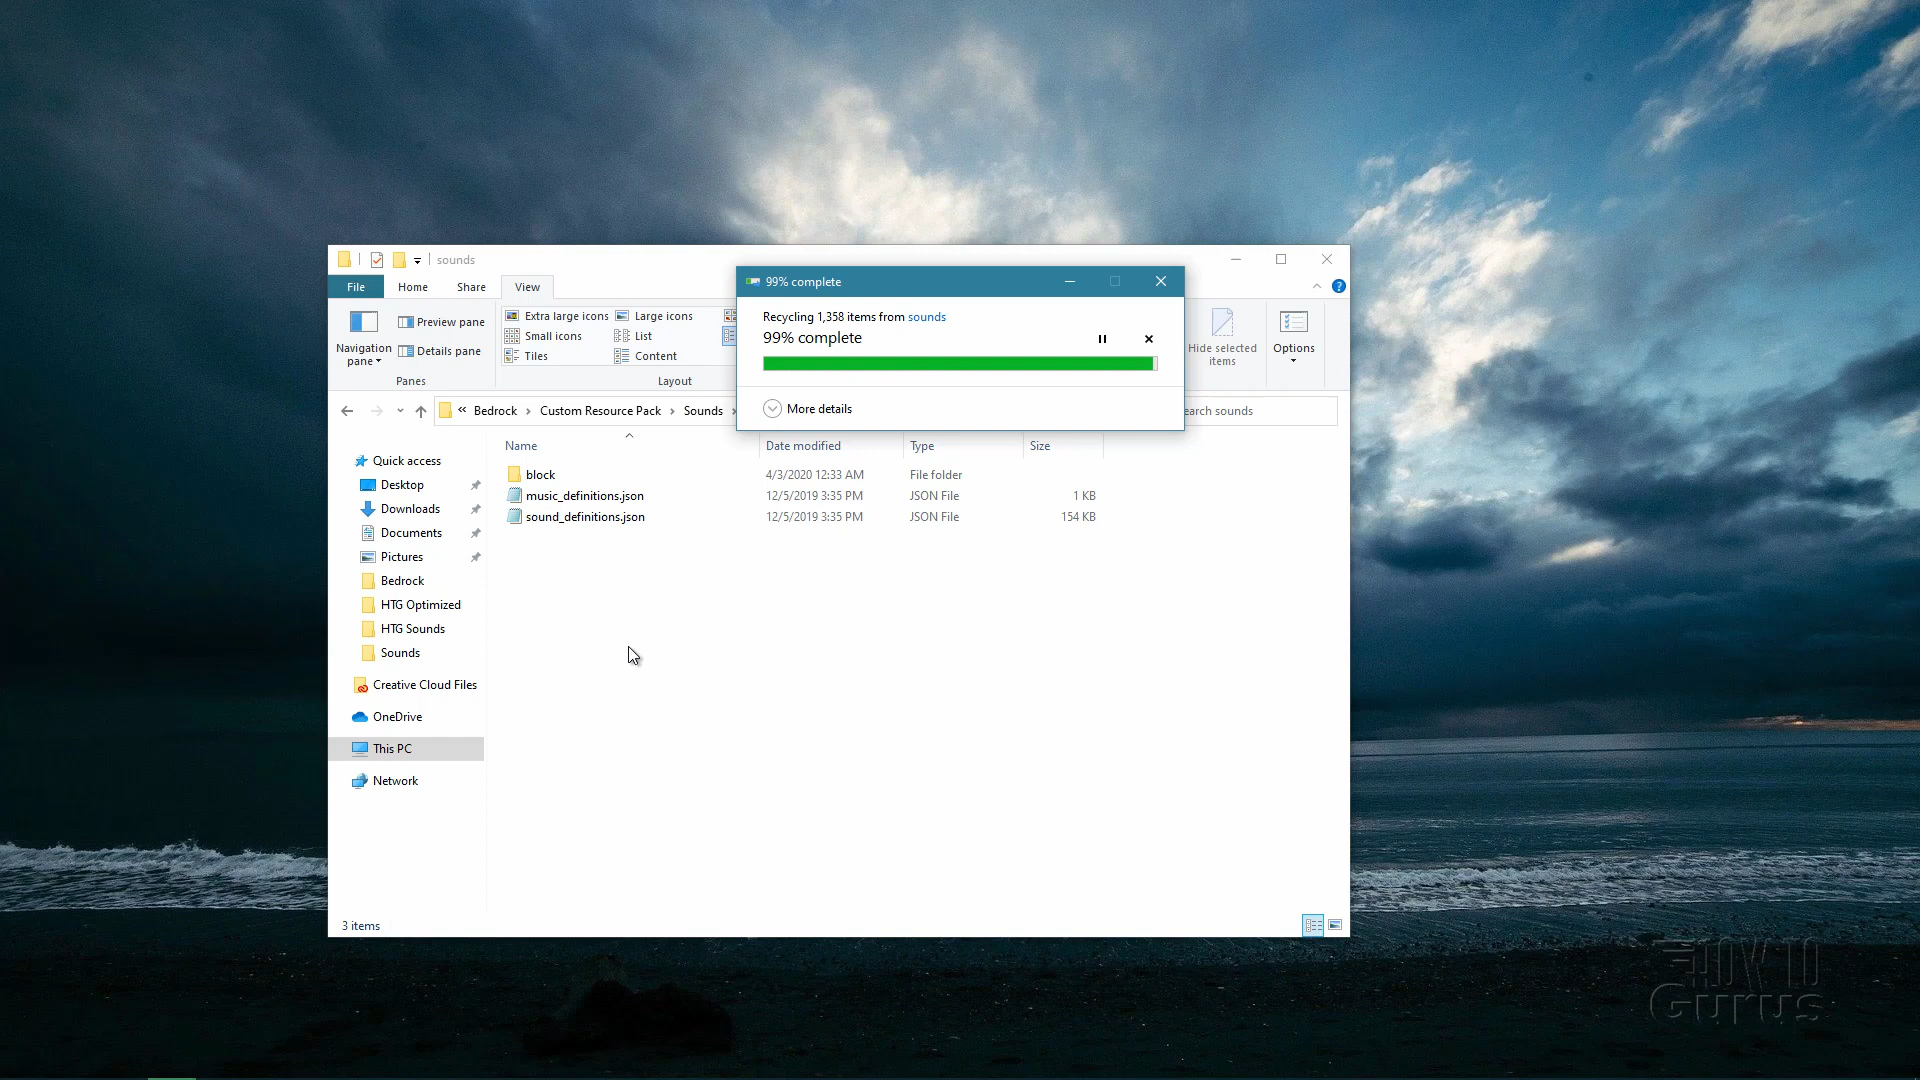 sounds
File Home Share View
Extra large icons Large icons
Preview pane
Small icons List
Navigation pane
Details pane
Tiles Content
Hide selected items
Options
Panes Layout
99% complete
Recycling 1,358 items from sounds
99% complete
More details
« Bedrock › Custom Resource Pack › Sounds ›
earch sounds
Name Date modified Type Size
Quick access
Desktop
Downloads
Documents
Pictures
Bedrock
HTG Optimized
HTG Sounds
Sounds
Creative Cloud Files
OneDrive
This PC
Network
block 4/3/2020 12:33 AM File folder
music_definitions.json 12/5/2019 3:35 PM JSON File 1 KB
sound_definitions.json 12/5/2019 3:35 PM JSON File 154 KB
3 items
HOW TO
GURUS